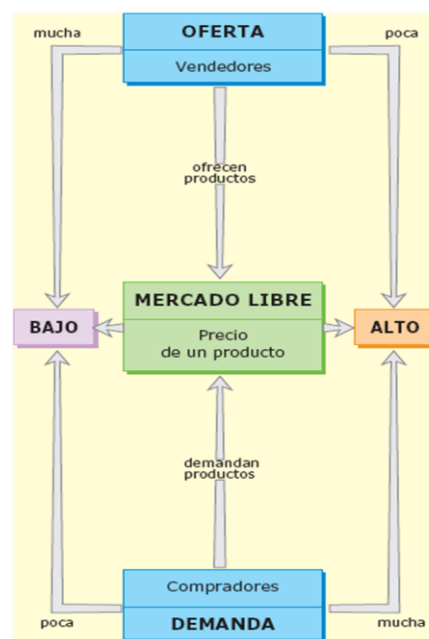 mucha
OFERTA
poca
Vendedores
ofrecen
productos
MERCADO LIBRE
BAJO
Precio
de un producto
ALTO
demandan
productos
Compradores
poca
DEMANDA
mucha